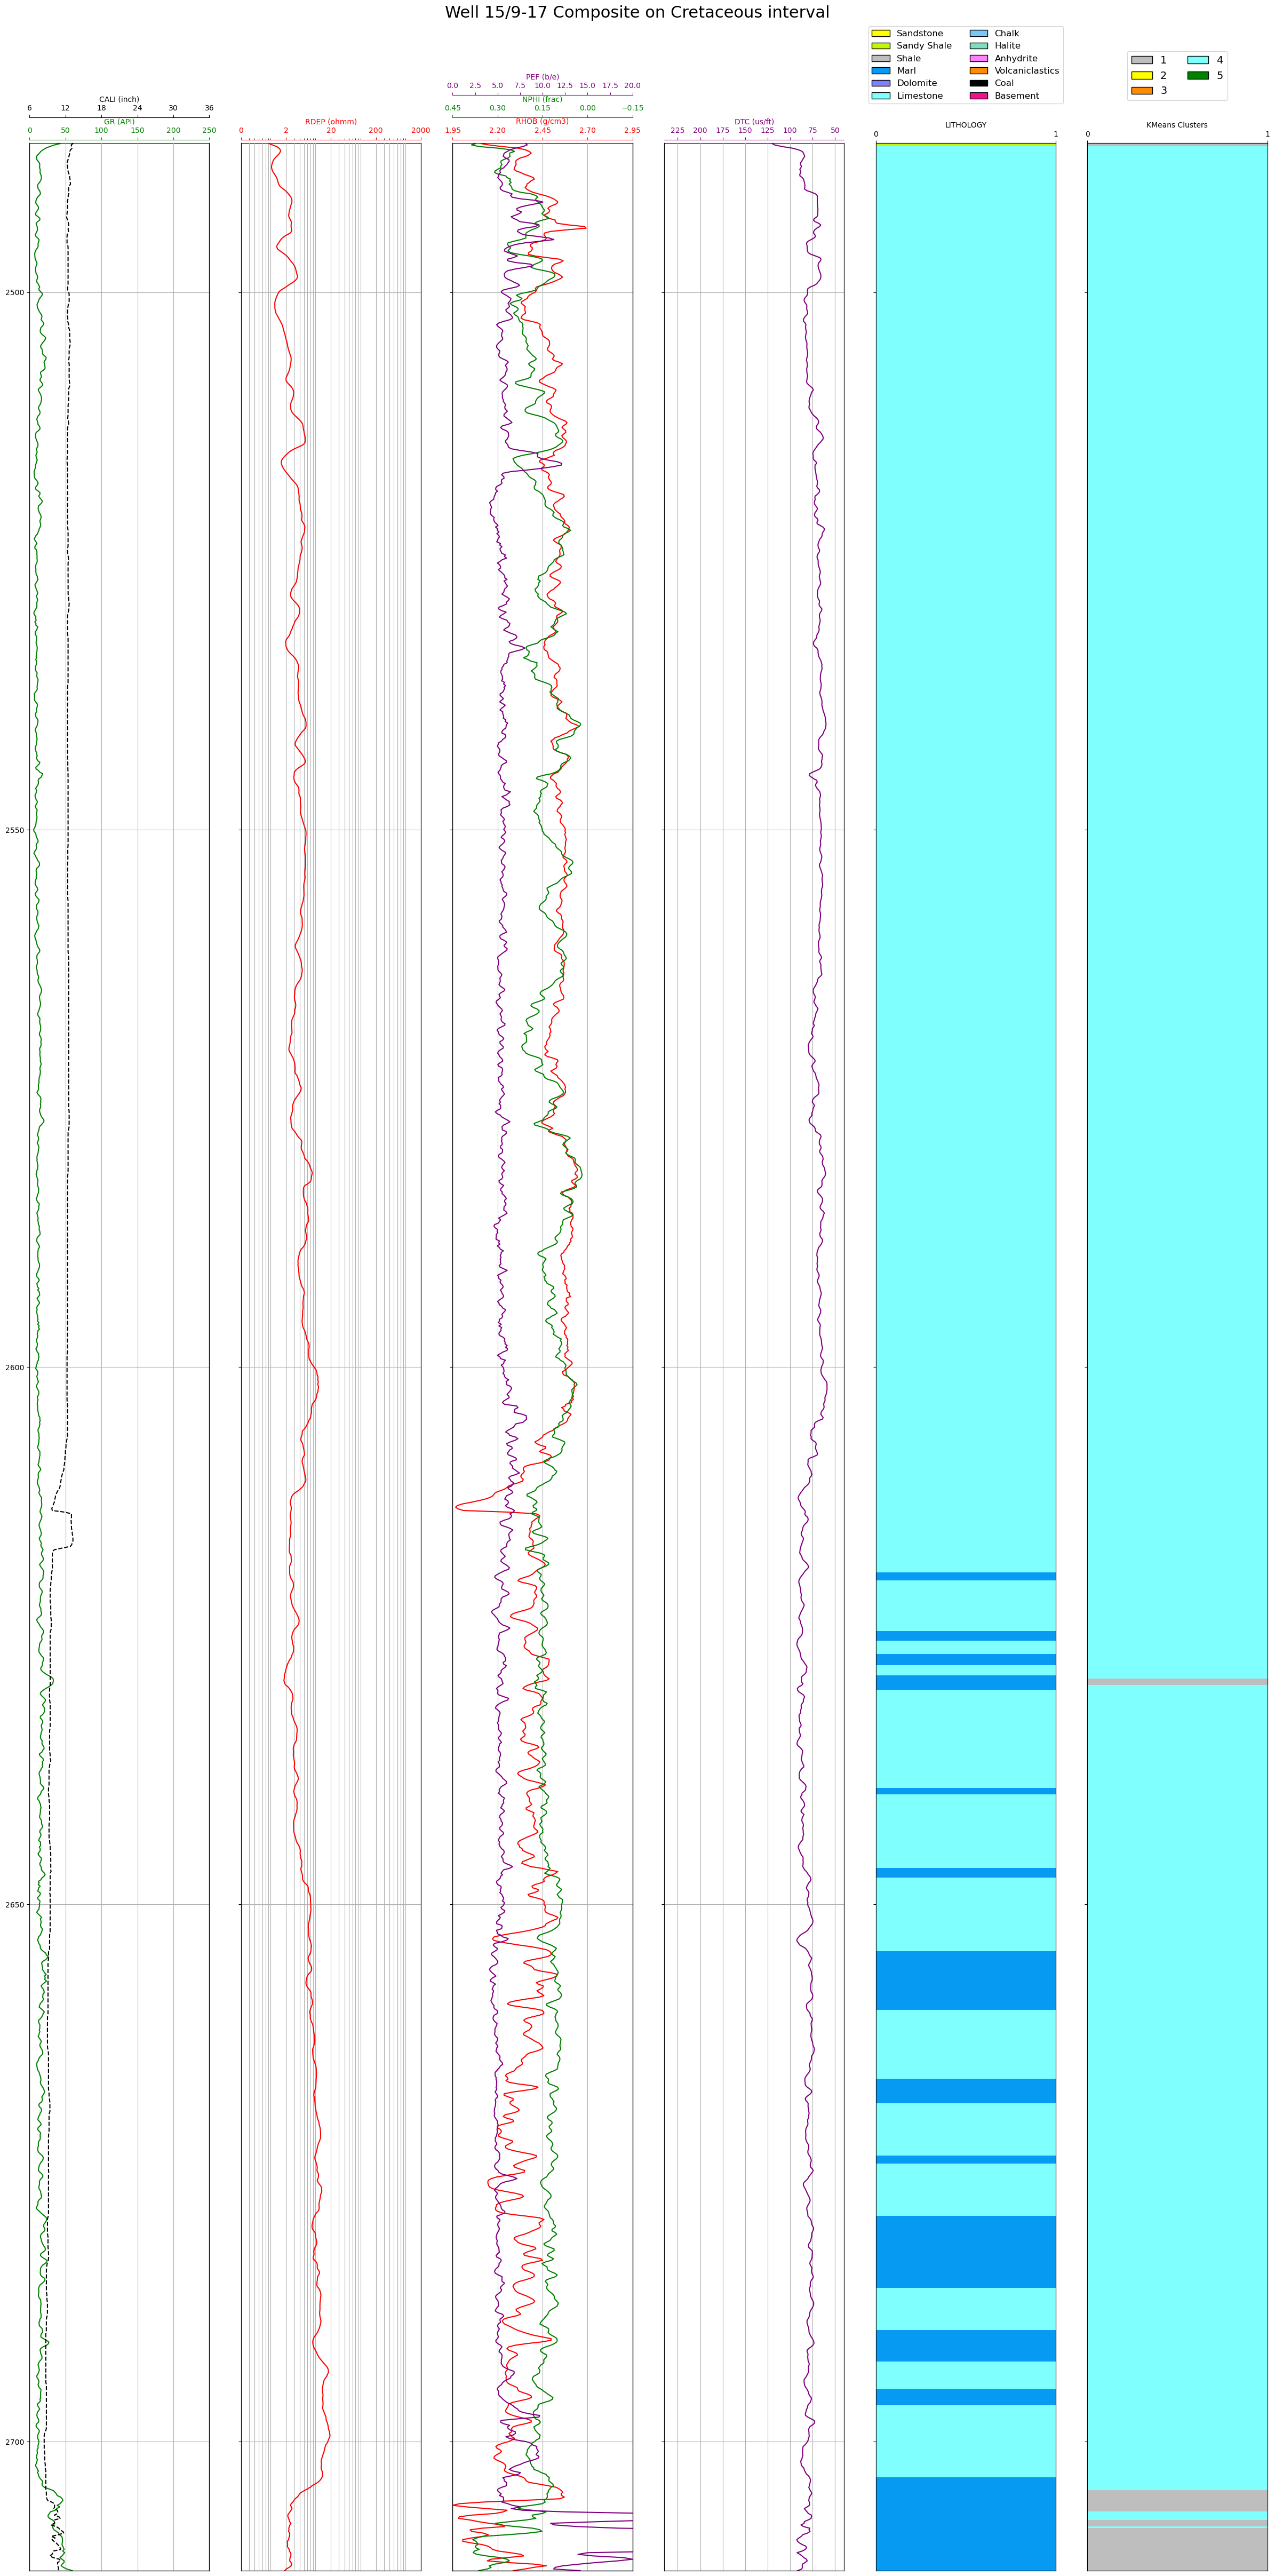 Well 15/9-17 Composite on Cretaceous interval
Sandstone Chalk
Sandy Shale Halite
Shale Anhydrite
Marl Volcaniclastics
Dolomite Coal
Limestone Basement
1 4
2 5
3
PEF (b/e)
0.0 2.5 5.0 7.5 10.0 12.5 15.0 17.5 20.0
CALI (inch)
6 12 18 24 30 36
NPHI (frac)
0.45 0.30 0.15 0.00 −0.15
GR (API)
0 50 100 150 200 250
RDEP (ohmm)
0 2 20 200 2000
RHOB (g/cm3)
1.95 2.20 2.45 2.70 2.95
DTC (us/ft)
225 200 175 150 125 100 75 50
LITHOLOGY
0 1
KMeans Clusters
0 1
2500
2550
2600
2650
2700